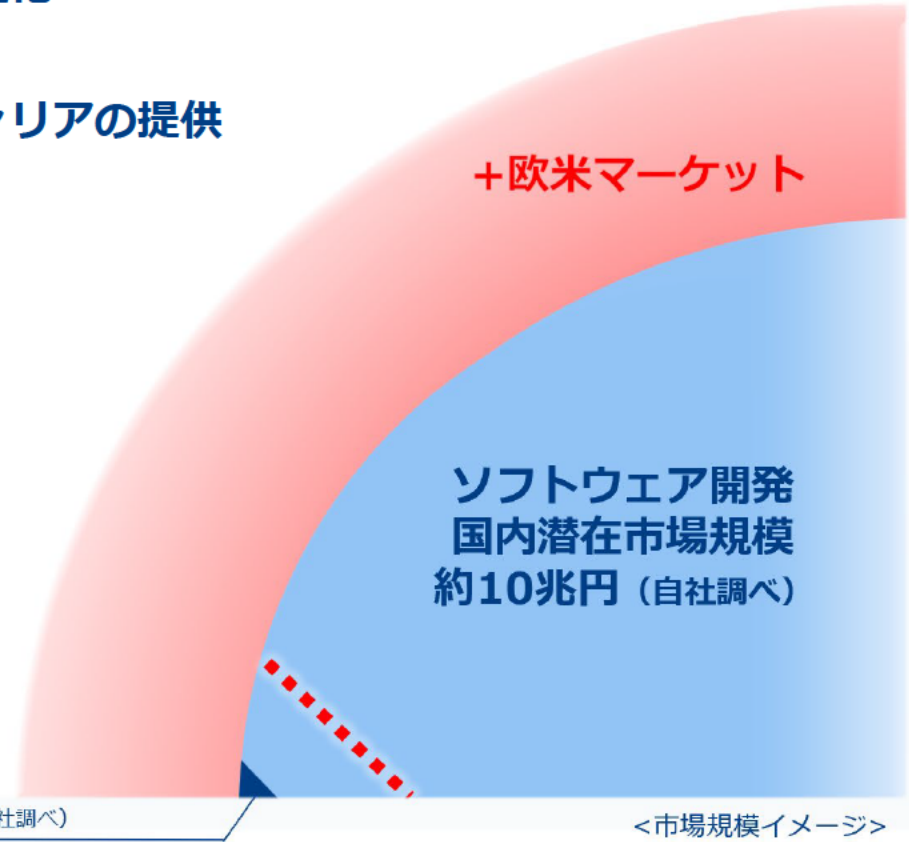 ャリアの提供
+欧米マーケット
ソフトウェア開発
国内潜在市場規模
約10兆円（自社調べ）
社調べ）
<市場規模イメージ>